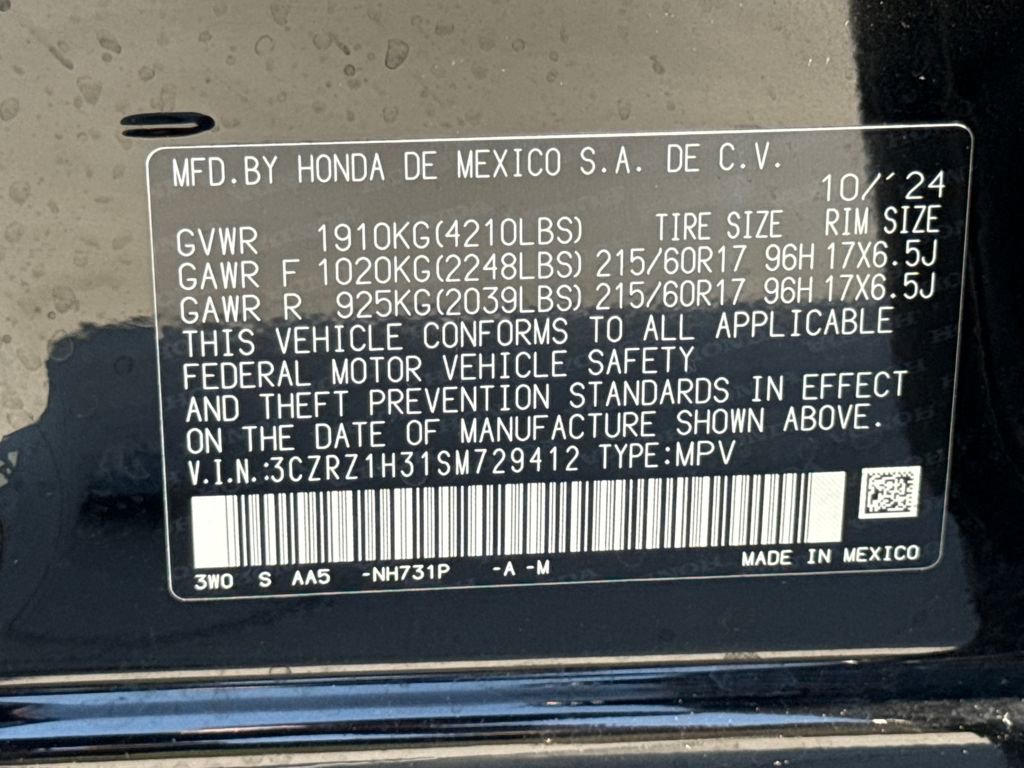 MFD.BY HONDA DE MEXICO S.A. DE C.V.
10/´24
GVWR 1910KG(4210LBS) TIRE SIZE RIM SIZE
GAWR F 1020KG(2248LBS) 215/60R17 96H 17X6.5J
GAWR R 925KG(2039LBS) 215/60R17 96H 17X6.5J
THIS VEHICLE CONFORMS TO ALL APPLICABLE
FEDERAL MOTOR VEHICLE SAFETY
AND THEFT PREVENTION STANDARDS IN EFFECT
ON THE DATE OF MANUFACTURE SHOWN ABOVE.
V.I.N.:3CZRZ1H31SM729412 TYPE:MPV
3W0 S AA5 -NH731P -A -M MADE IN MEXICO